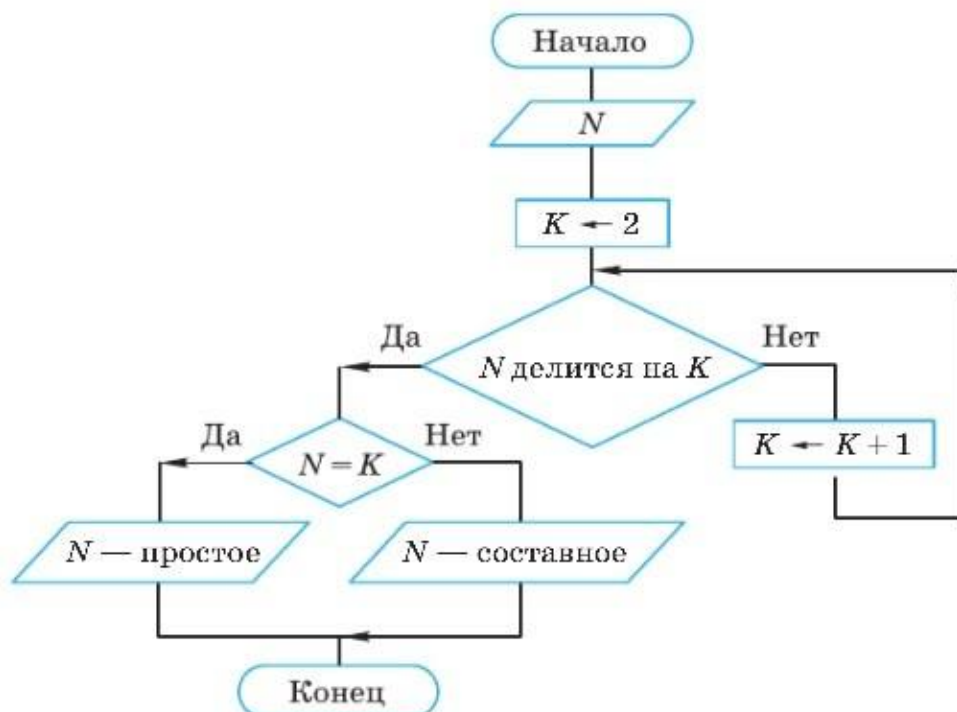 Начало
N
K ← 2
Да
Нет
N делится на K
Да
Нет
N = K
K ← K + 1
N — простое
N — составное
Конец